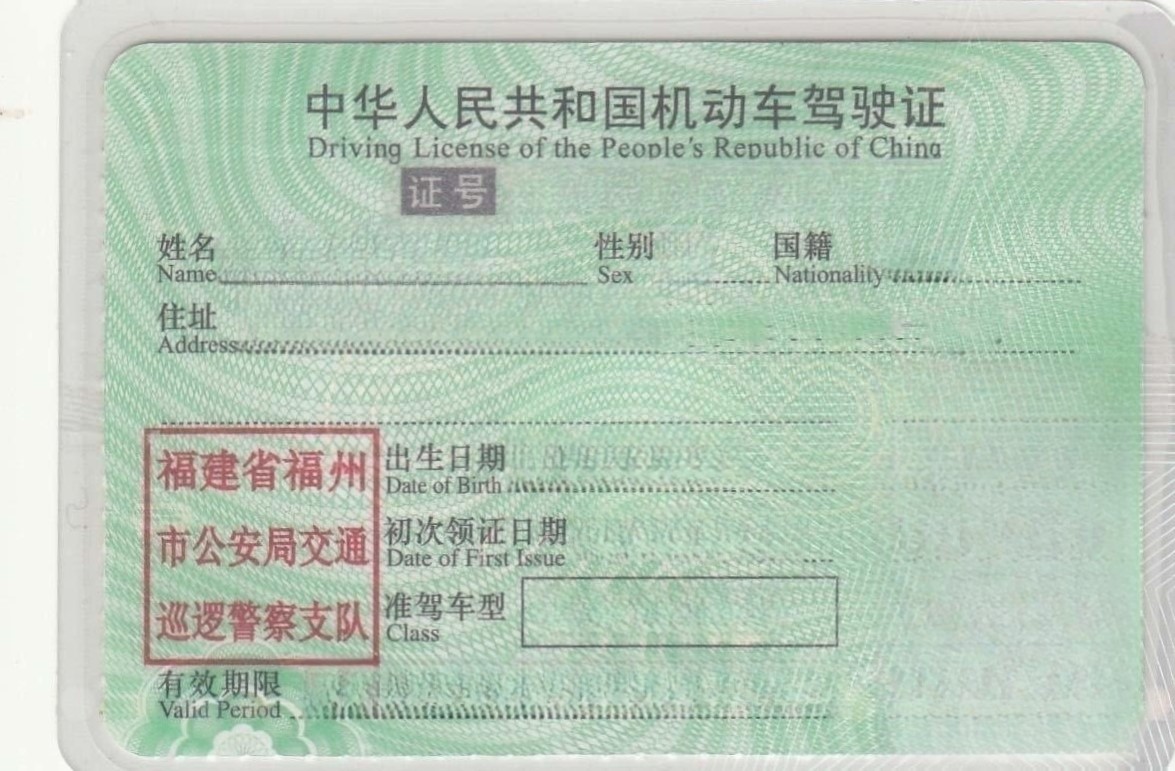 中华人民共和国机动车驾驶证
Driving License of the People's Republic of China
证号
姓名 性别 国籍
Name Sex Nationality
住址
Address
福建省福州
市公安局交通
巡逻警察支队
出生日期
Date of Birth
初次领证日期
Date of First Issue
准驾车型
Class
有效期限
Valid Period